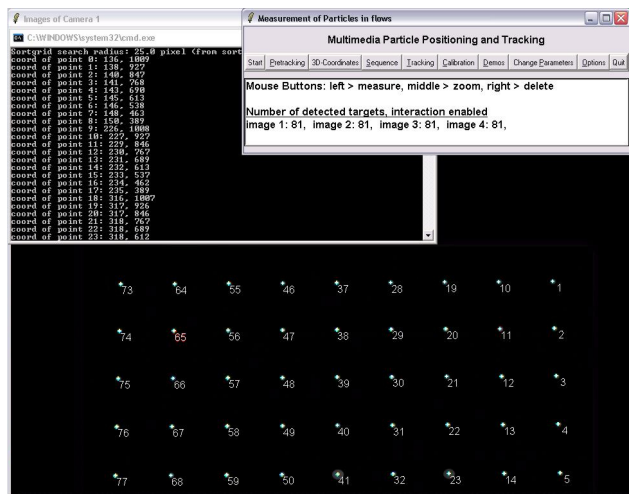 Images of Camera 1
C:\WINDOWS\system32\cmd.exe
Sortgrid search radius: 25.0 pixel (from sort
coord of point 0: 136, 1009
coord of point 1: 138, 927
coord of point 2: 140, 847
coord of point 3: 141, 768
coord of point 4: 143, 690
coord of point 5: 145, 613
coord of point 6: 146, 538
coord of point 7: 148, 463
coord of point 8: 150, 389
coord of point 9: 226, 1008
coord of point 10: 227, 927
coord of point 11: 229, 846
coord of point 12: 230, 767
coord of point 13: 231, 689
coord of point 14: 232, 613
coord of point 15: 233, 537
coord of point 16: 234, 462
coord of point 17: 235, 389
coord of point 18: 316, 1007
coord of point 19: 317, 926
coord of point 20: 317, 846
coord of point 21: 318, 767
coord of point 22: 318, 689
coord of point 23: 318, 612
Measurement of Particles in flows
Multimedia Particle Positioning and Tracking
Start Pretracking 3D-Coordinates Sequence Tracking Calibration Demos Change Parameters Options Quit
Mouse Buttons: left > measure, middle > zoom, right > delete
Number of detected targets, interaction enabled
image 1: 81, image 2: 81, image 3: 81, image 4: 81,
73 64 55 46 37 28 19 10 1
74 65 56 47 38 29 20 11 2
75 66 57 48 39 30 21 12 3
76 67 58 49 40 31 22 13 4
77 68 59 50 41 32 23 14 5